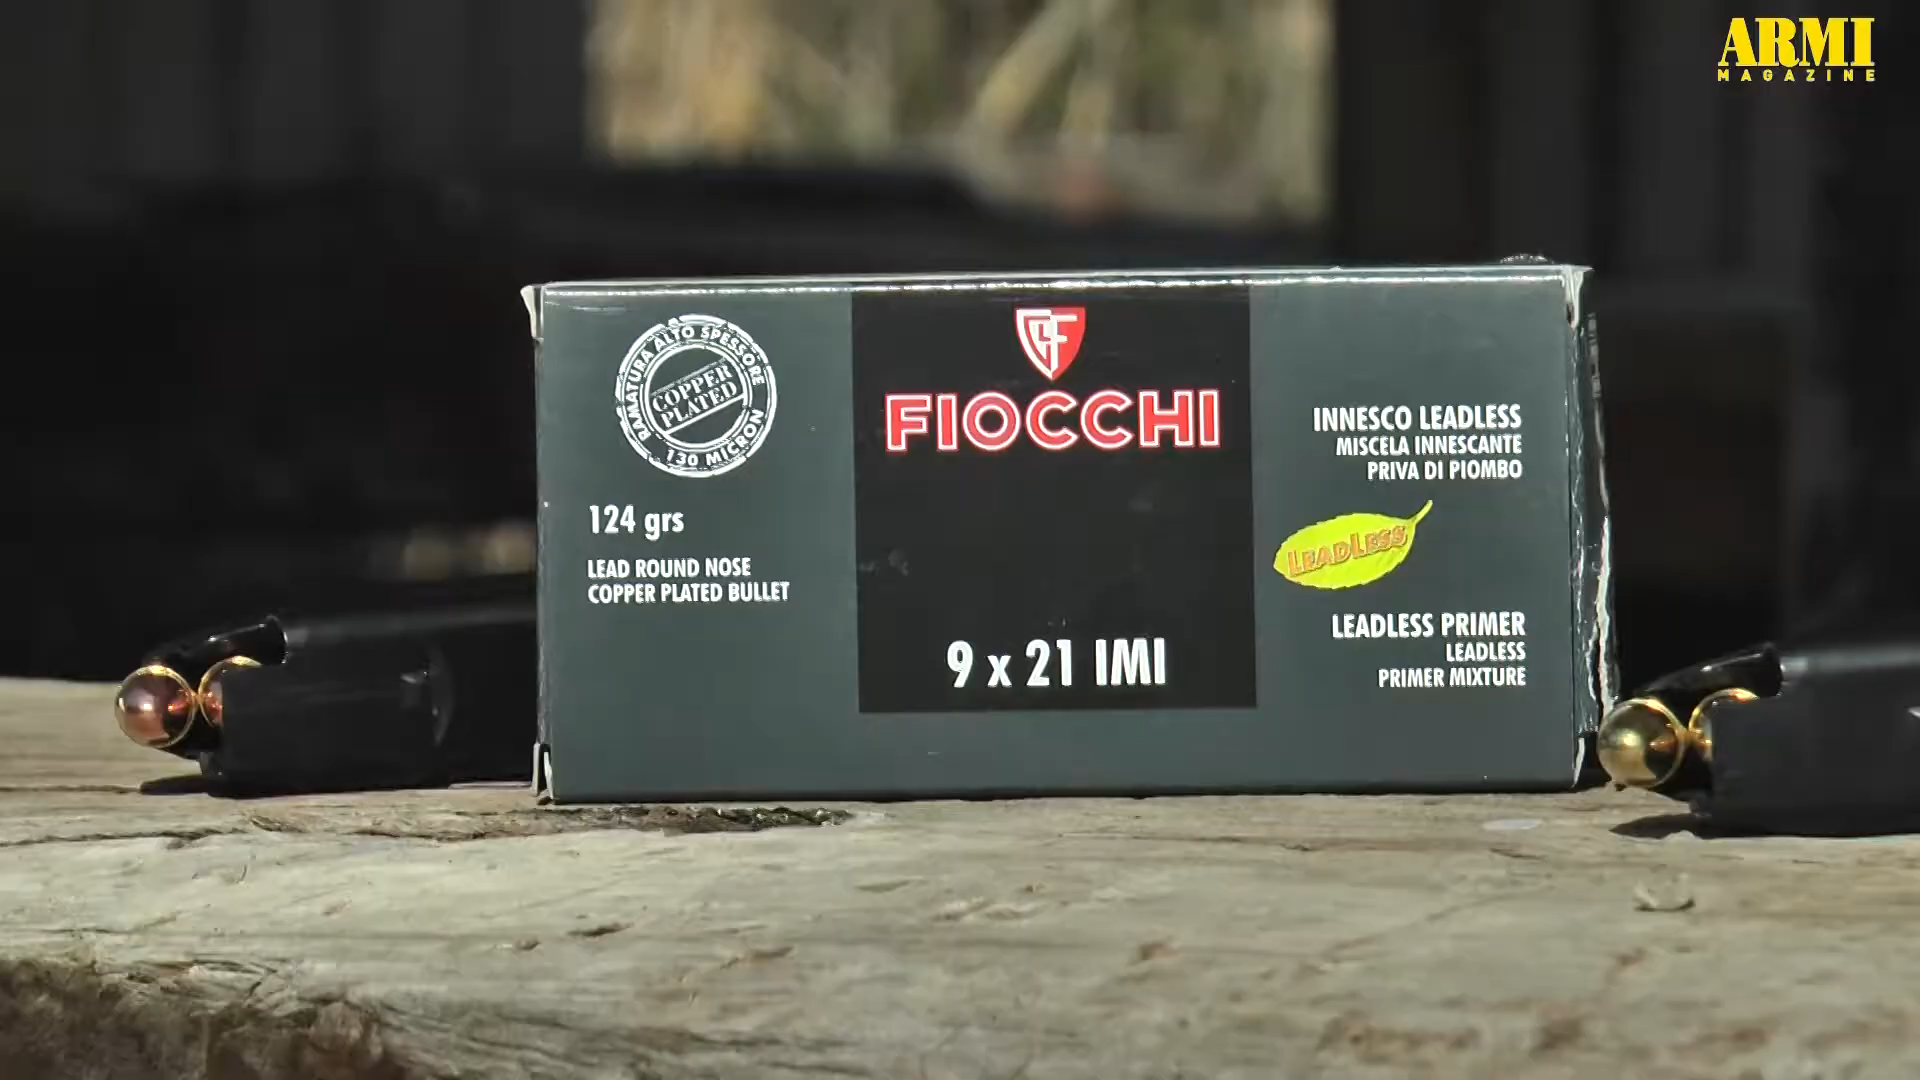 ARMI
MAGAZINE
RAMATURA ALTO SPESSORE
COPPER
PLATED
130 MICRON
124 grs
LEAD ROUND NOSE
COPPER PLATED BULLET
CF
FIOCCHI
9 x 21 IMI
INNESCO LEADLESS
MISCELA INNESCANTE
PRIVA DI PIOMBO
LEADLESS
LEADLESS PRIMER
LEADLESS
PRIMER MIXTURE